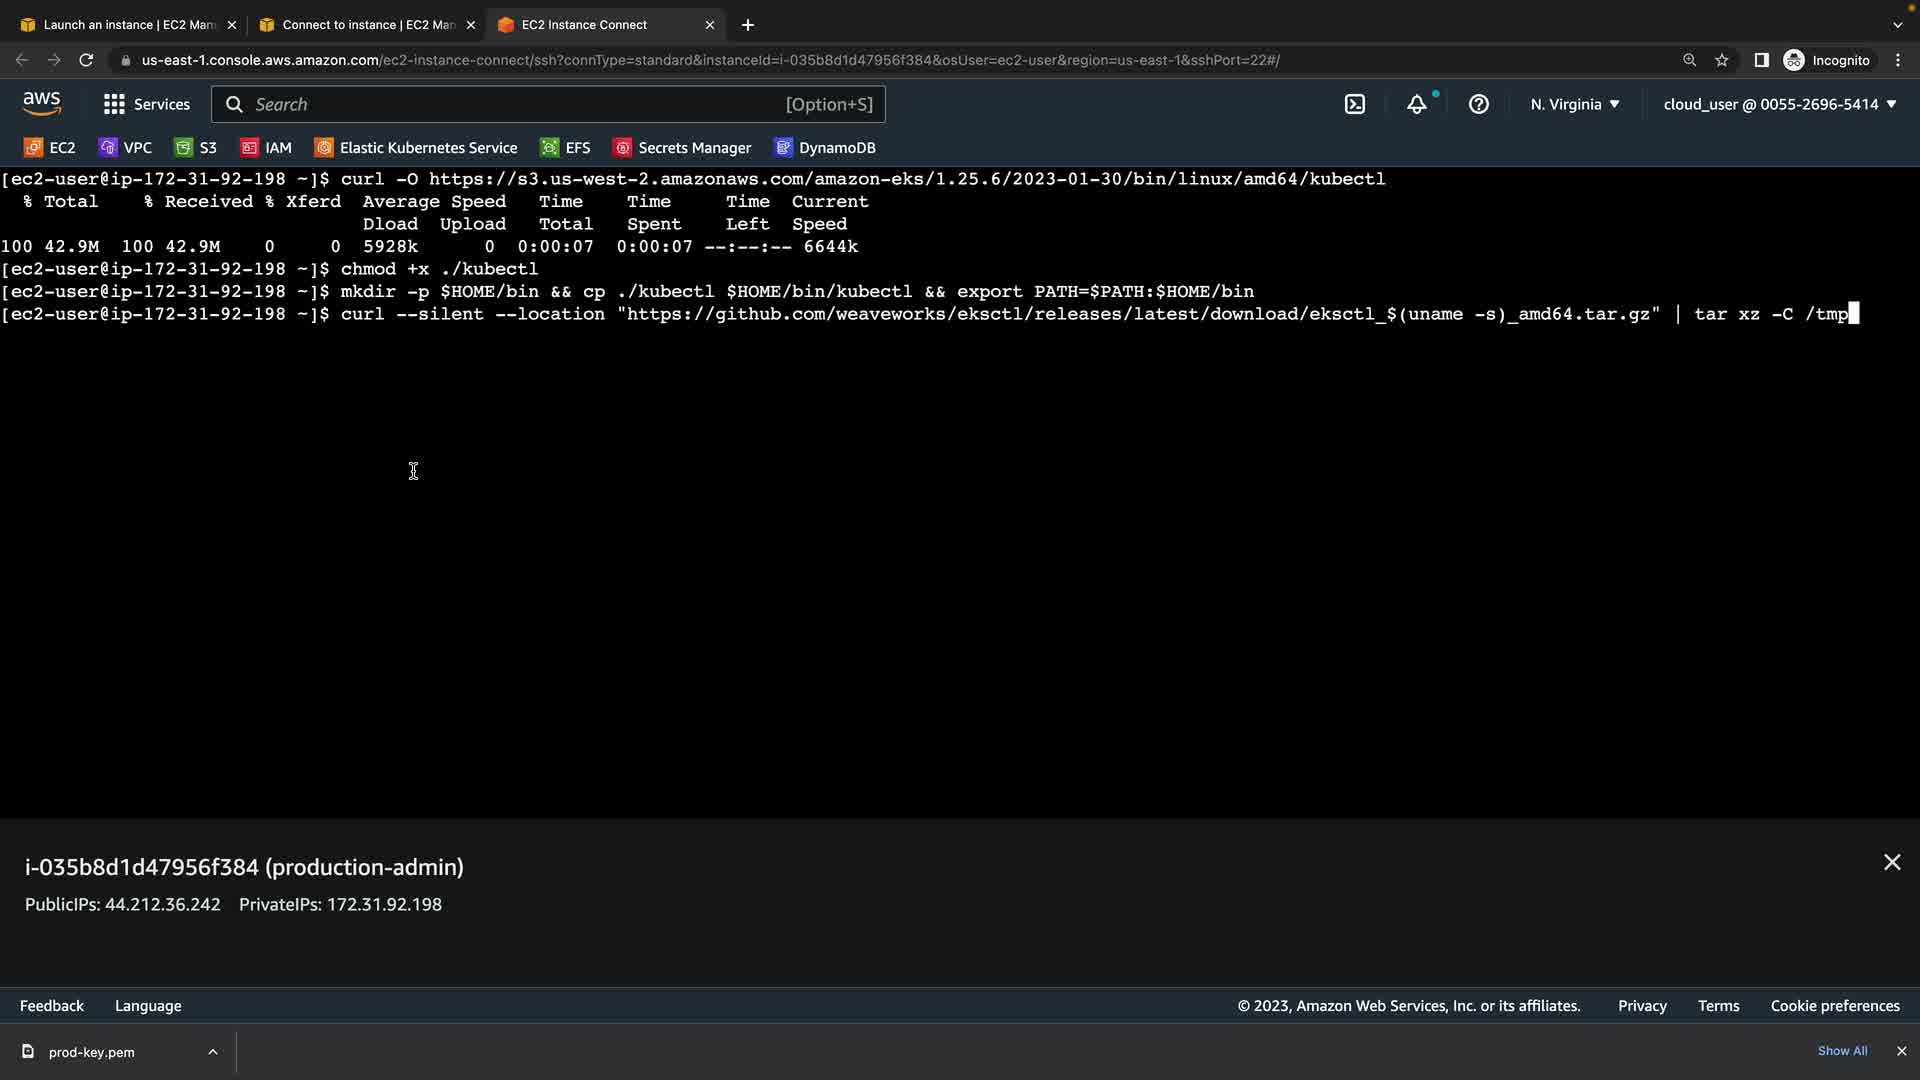 Launch an instance | EC2 Man
Connect to instance | EC2 Man
EC2 Instance Connect
us-east-1.console.aws.amazon.com/ec2-instance-connect/ssh?connType=standard&instanceId=i-035b8d1d47956f384&osUser=ec2-user&region=us-east-1&sshPort=22#/
Incognito
aws
Services
Search
[Option+S]
N. Virginia
cloud_user @ 0055-2696-5414
EC2
VPC
S3
IAM
Elastic Kubernetes Service
EFS
Secrets Manager
DynamoDB
[ec2-user@ip-172-31-92-198 ~]$ curl -O https://s3.us-west-2.amazonaws.com/amazon-eks/1.25.6/2023-01-30/bin/linux/amd64/kubectl
% Total % Received % Xferd Average Speed Time Time Time Current
Dload Upload Total Spent Left Speed
100 42.9M 100 42.9M 0 0 5928k 0 0:00:07 0:00:07 --:--:-- 6644k
[ec2-user@ip-172-31-92-198 ~]$ chmod +x ./kubectl
[ec2-user@ip-172-31-92-198 ~]$ mkdir -p $HOME/bin && cp ./kubectl $HOME/bin/kubectl && export PATH=$PATH:$HOME/bin
[ec2-user@ip-172-31-92-198 ~]$ curl --silent --location "https://github.com/weaveworks/eksctl/releases/latest/download/eksctl_$(uname -s)_amd64.tar.gz" | tar xz -C /tmp
i-035b8d1d47956f384 (production-admin)
PublicIPs: 44.212.36.242 PrivateIPs: 172.31.92.198
Feedback
Language
© 2023, Amazon Web Services, Inc. or its affiliates.
Privacy
Terms
Cookie preferences
prod-key.pem
Show All